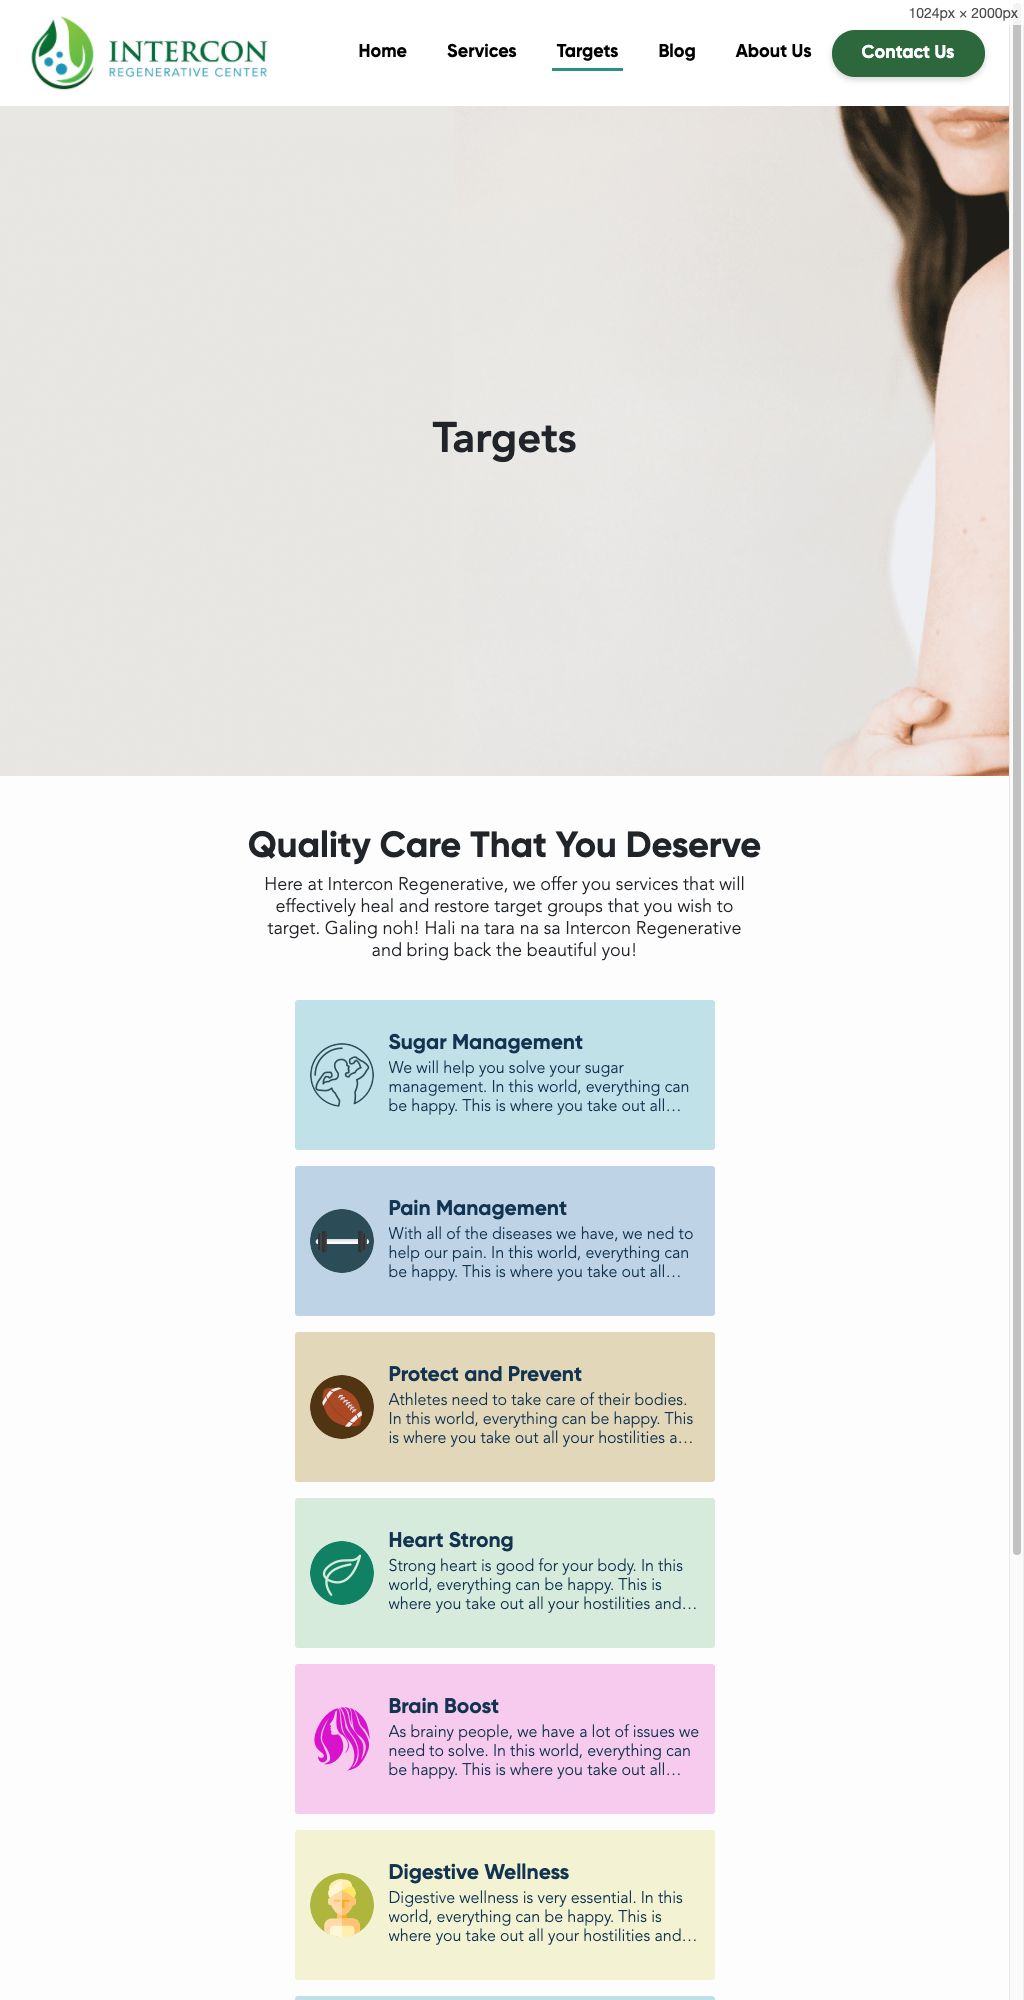 1024px × 2000px
INTERCON
REGENERATIVE CENTER
Home Services Targets Blog About Us Contact Us
Targets
Quality Care That You Deserve
Here at Intercon Regenerative, we offer you services that will
effectively heal and restore target groups that you wish to
target. Galing noh! Hali na tara na sa Intercon Regenerative
and bring back the beautiful you!
Sugar Management
We will help you solve your sugar
management. In this world, everything can
be happy. This is where you take out all…
Pain Management
With all of the diseases we have, we ned to
help our pain. In this world, everything can
be happy. This is where you take out all…
Protect and Prevent
Athletes need to take care of their bodies.
In this world, everything can be happy. This
is where you take out all your hostilities a…
Heart Strong
Strong heart is good for your body. In this
world, everything can be happy. This is
where you take out all your hostilities and…
Brain Boost
As brainy people, we have a lot of issues we
need to solve. In this world, everything can
be happy. This is where you take out all…
Digestive Wellness
Digestive wellness is very essential. In this
world, everything can be happy. This is
where you take out all your hostilities and…